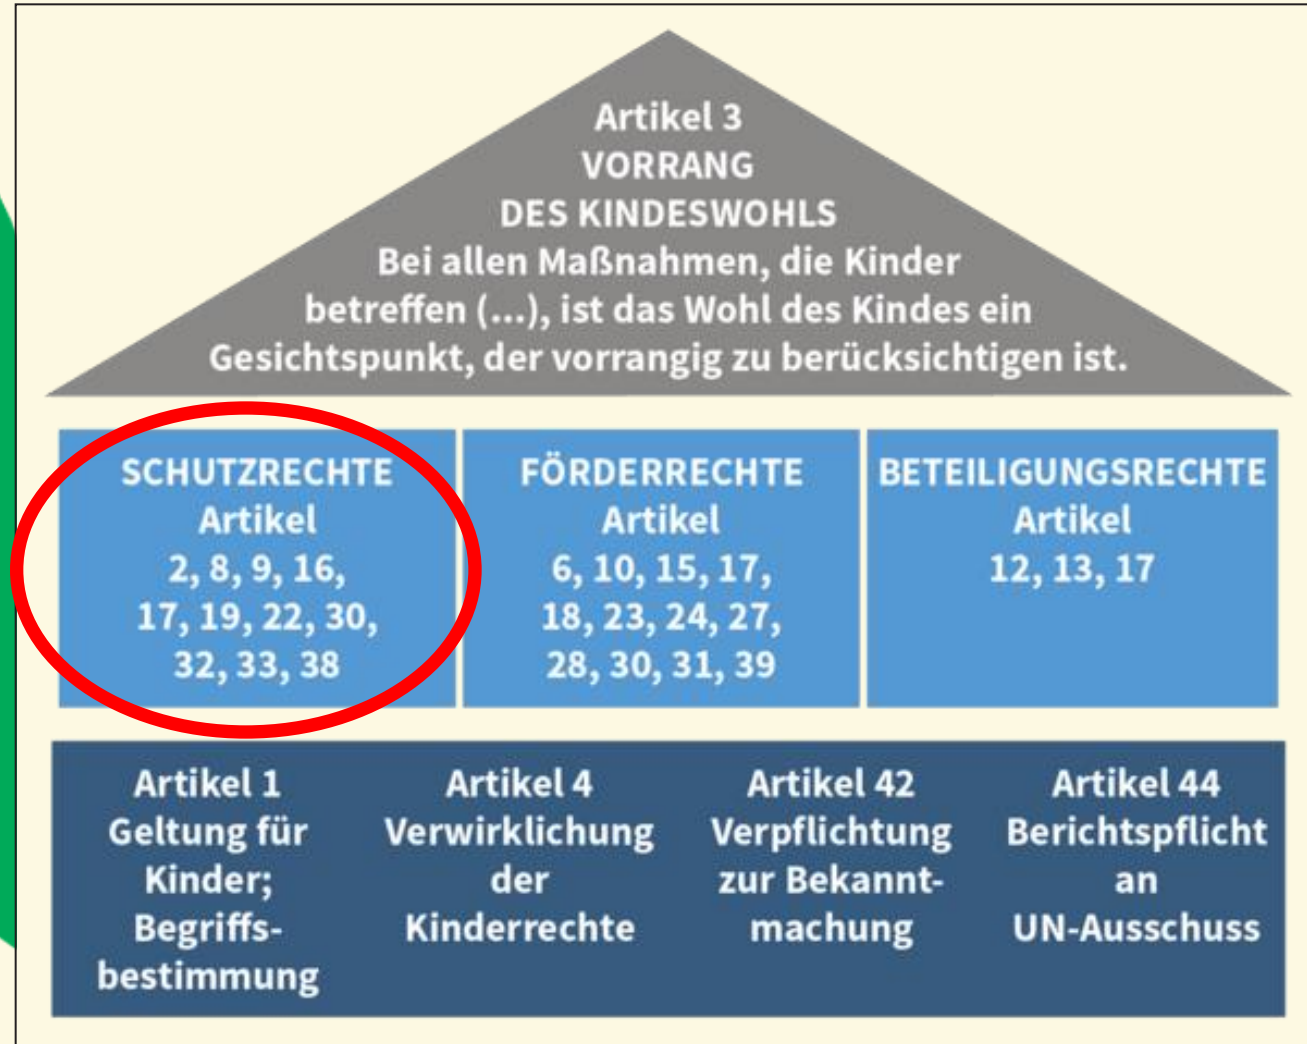 Artikel 3
VORRANG
DES KINDESWOHLS
Bei allen Maßnahmen, die Kinder
betreffen (...), ist das Wohl des Kindes ein
Gesichtspunkt, der vorrangig zu berücksichtigen ist.
SCHUTZRECHTE
Artikel
2, 8, 9, 16,
17, 19, 22, 30,
32, 33, 38
FÖRDERRECHTE
Artikel
6, 10, 15, 17,
18, 23, 24, 27,
28, 30, 31, 39
BETEILIGUNGSRECHTE
Artikel
12, 13, 17
Artikel 1
Geltung für
Kinder;
Begriffs-
bestimmung
Artikel 4
Verwirklichung
der
Kinderrechte
Artikel 42
Verpflichtung
zur Bekannt-
machung
Artikel 44
Berichtspflicht
an
UN-Ausschuss